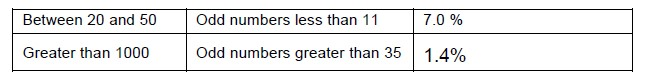 Between 20 and 50 Odd numbers less than 11 7.0 %
Greater than 1000 Odd numbers greater than 35 1.4%